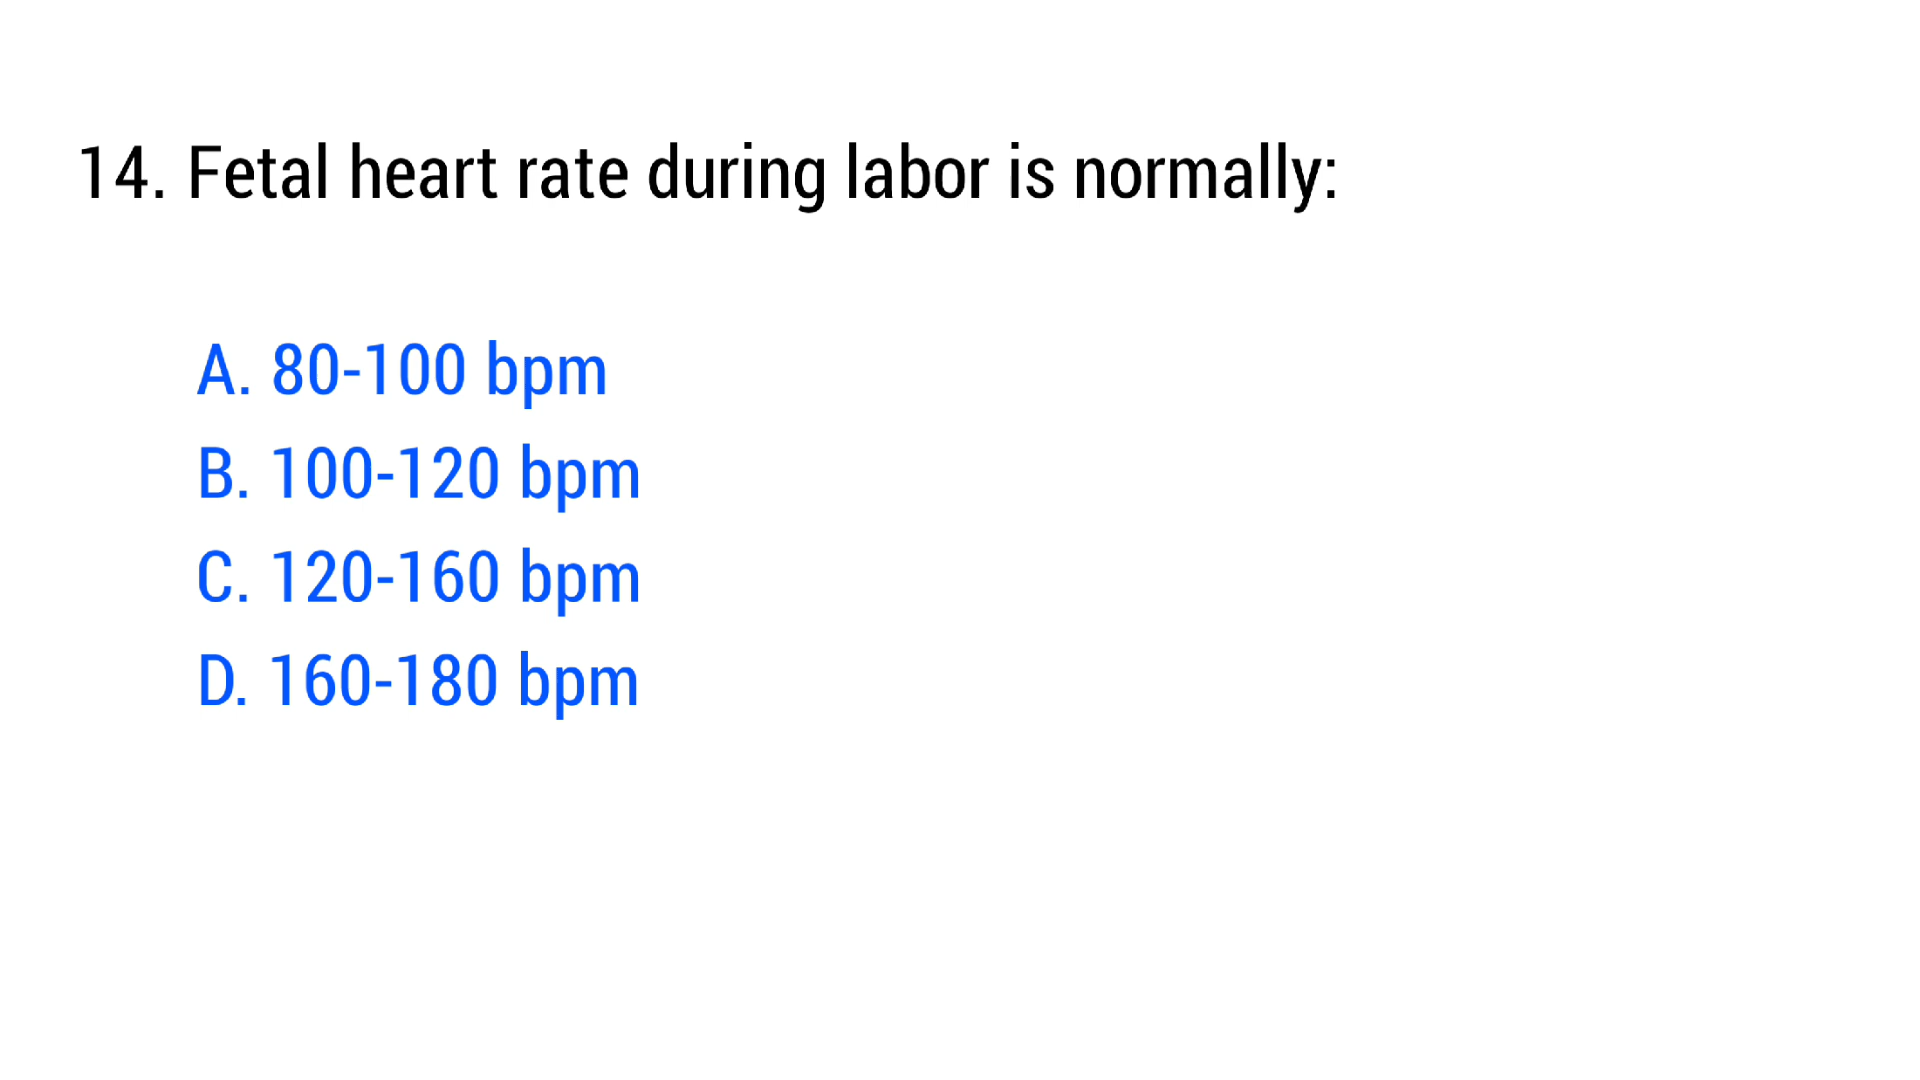 14. Fetal heart rate during labor is normally:
A. 80-100 bpm
B. 100-120 bpm
C. 120-160 bpm
D. 160-180 bpm